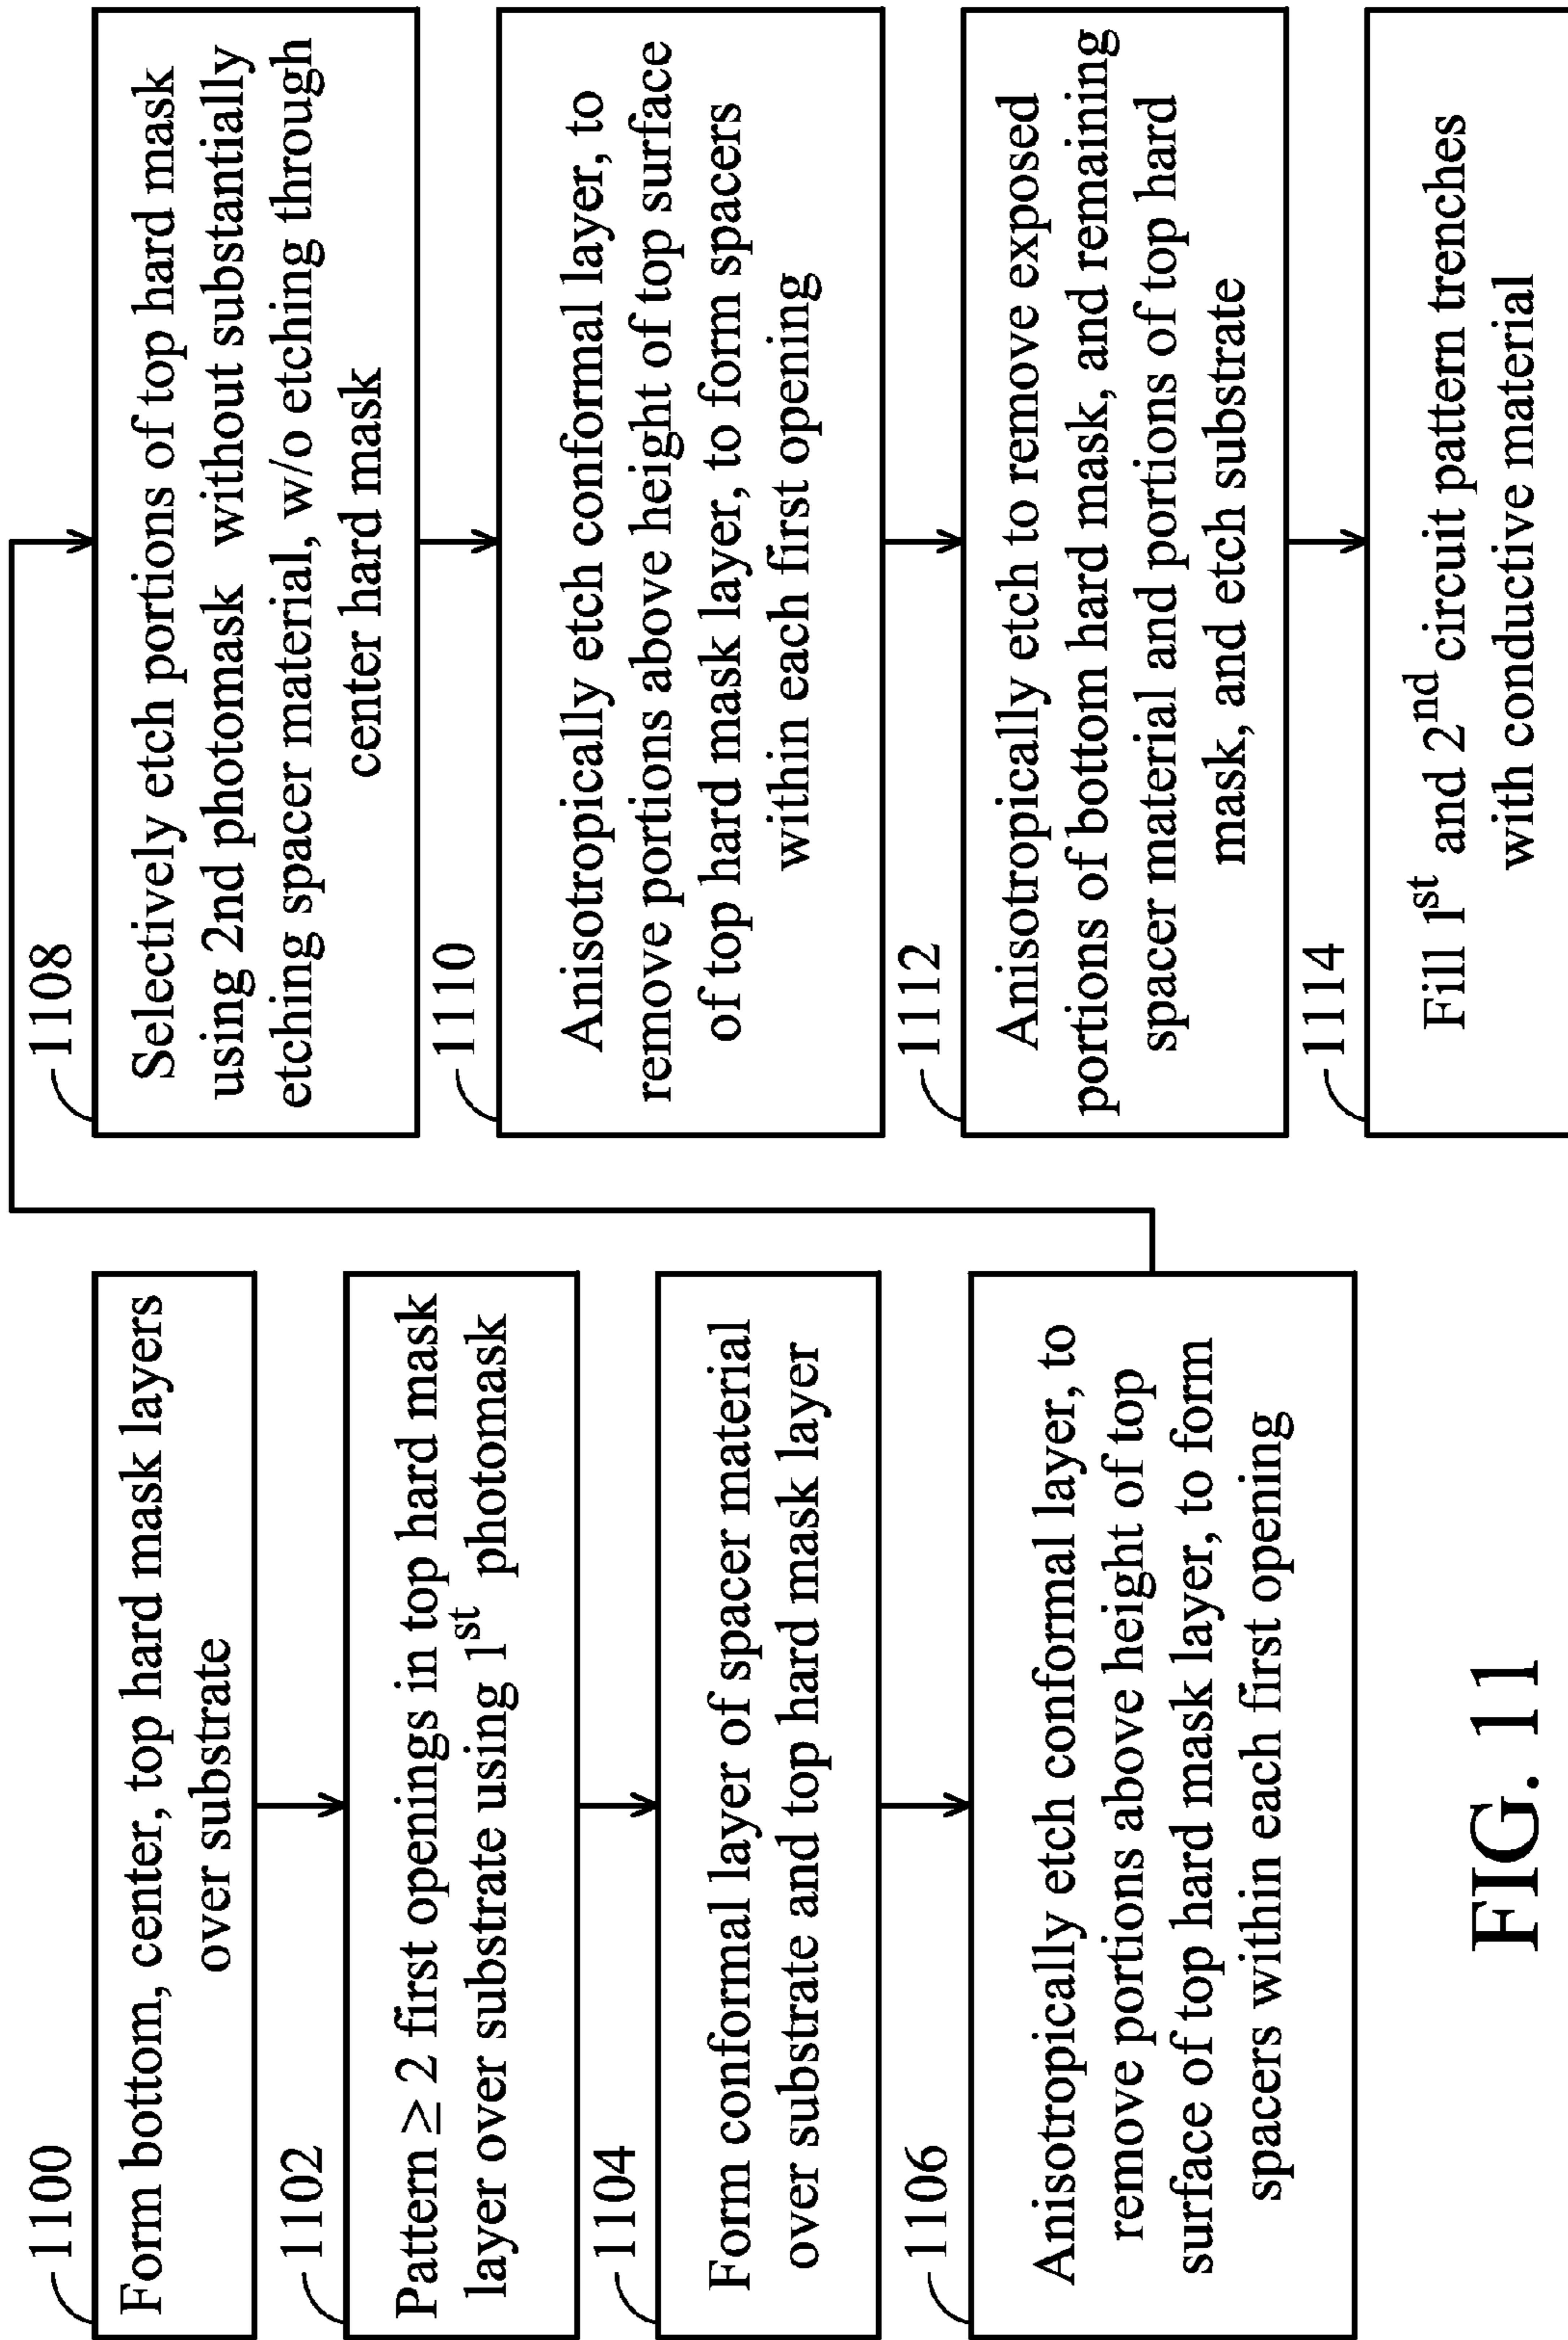 1100
Form bottom, center, top hard mask layers
over substrate
1102
Pattern ≥ 2 first openings in top hard mask
layer over substrate using 1st photomask
1104
Form conformal layer of spacer material
over substrate and top hard mask layer
1106
Anisotropically etch conformal layer, to
remove portions above height of top
surface of top hard mask layer, to form
spacers within each first opening
1108
Selectively etch portions of top hard mask
using 2nd photomask without substantially
etching spacer material, w/o etching through
center hard mask
1110
Anisotropically etch conformal layer, to
remove portions above height of top surface
of top hard mask layer, to form spacers
within each first opening
1112
Anisotropically etch to remove exposed
portions of bottom hard mask, and remaining
spacer material and portions of top hard
mask, and etch substrate
1114
Fill 1st and 2nd circuit pattern trenches
with conductive material
FIG. 11